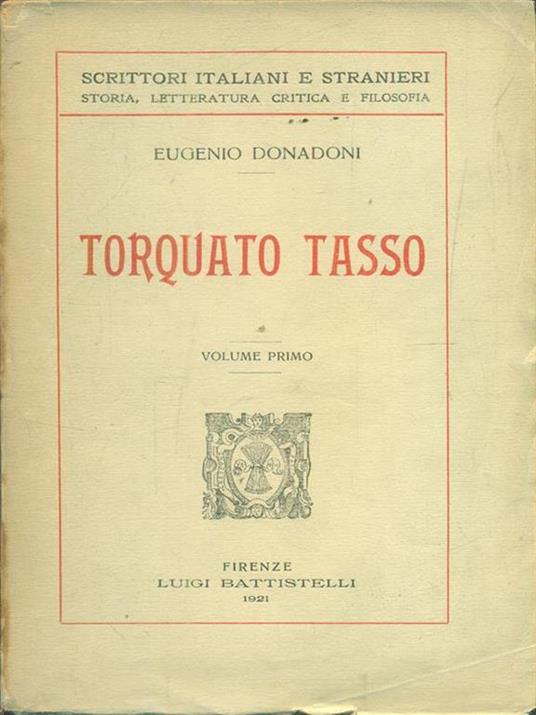 SCRITTORI ITALIANI E STRANIERI
STORIA, LETTERATURA CRITICA E FILOSOFIA
EUGENIO DONADONI
TORQUATO TASSO
VOLUME PRIMO
FIRENZE
LUIGI BATTISTELLI
1921